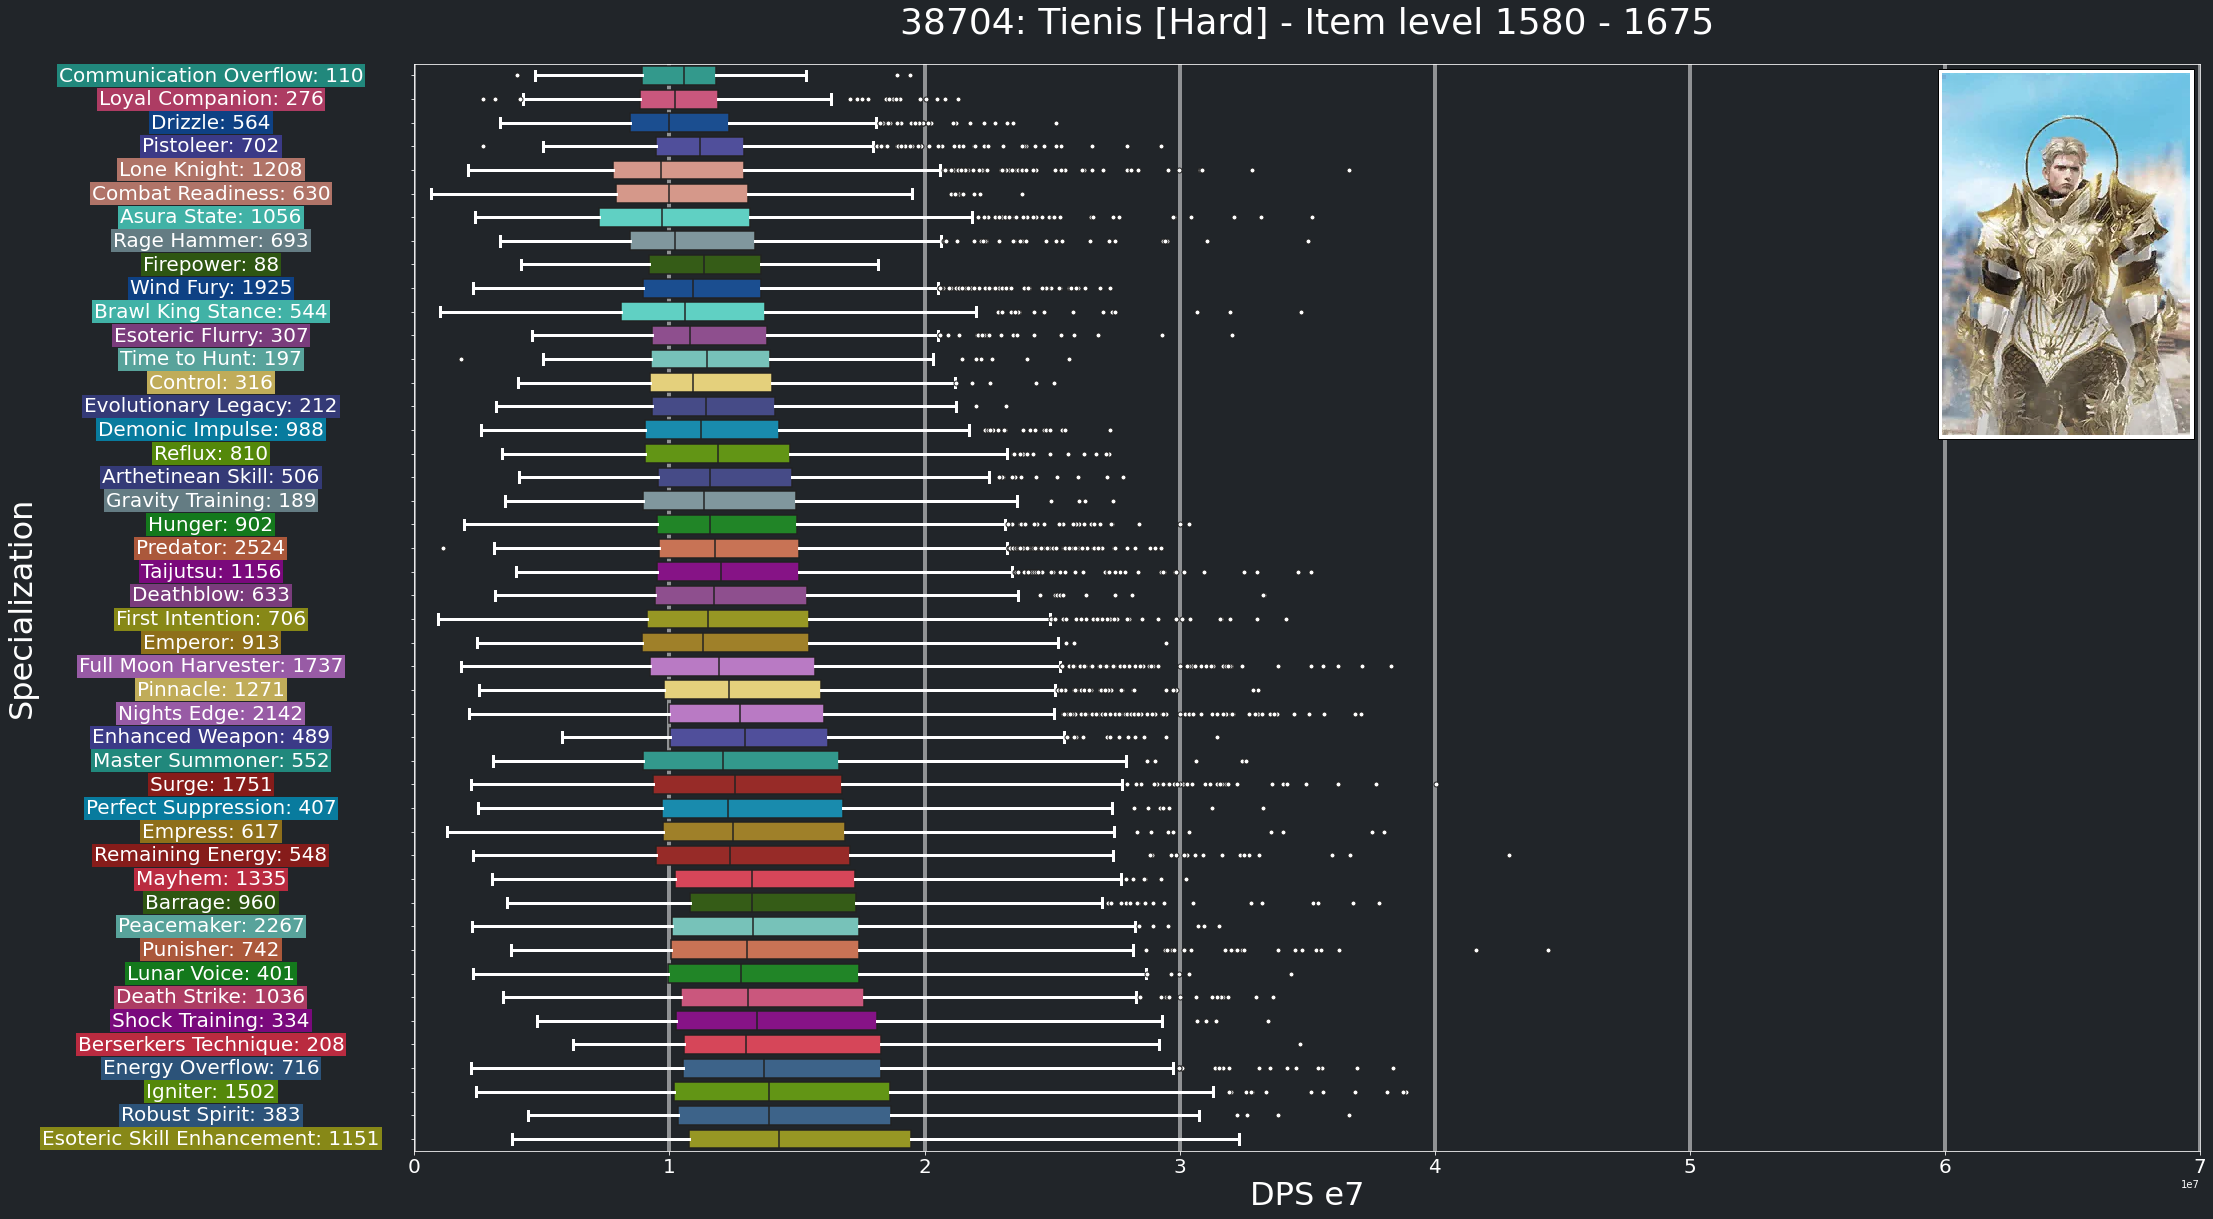 38704: Tienis [Hard] - Item level 1580 - 1675
Specialization
Communication Overflow: 110
Loyal Companion: 276
Drizzle: 564
Pistoleer: 702
Lone Knight: 1208
Combat Readiness: 630
Asura State: 1056
Rage Hammer: 693
Firepower: 88
Wind Fury: 1925
Brawl King Stance: 544
Esoteric Flurry: 307
Time to Hunt: 197
Control: 316
Evolutionary Legacy: 212
Demonic Impulse: 988
Reflux: 810
Arthetinean Skill: 506
Gravity Training: 189
Hunger: 902
Predator: 2524
Taijutsu: 1156
Deathblow: 633
First Intention: 706
Emperor: 913
Full Moon Harvester: 1737
Pinnacle: 1271
Nights Edge: 2142
Enhanced Weapon: 489
Master Summoner: 552
Surge: 1751
Perfect Suppression: 407
Empress: 617
Remaining Energy: 548
Mayhem: 1335
Barrage: 960
Peacemaker: 2267
Punisher: 742
Lunar Voice: 401
Death Strike: 1036
Shock Training: 334
Berserkers Technique: 208
Energy Overflow: 716
Igniter: 1502
Robust Spirit: 383
Esoteric Skill Enhancement: 1151
0 1 2 3 4 5 6 7
1e7
DPS e7